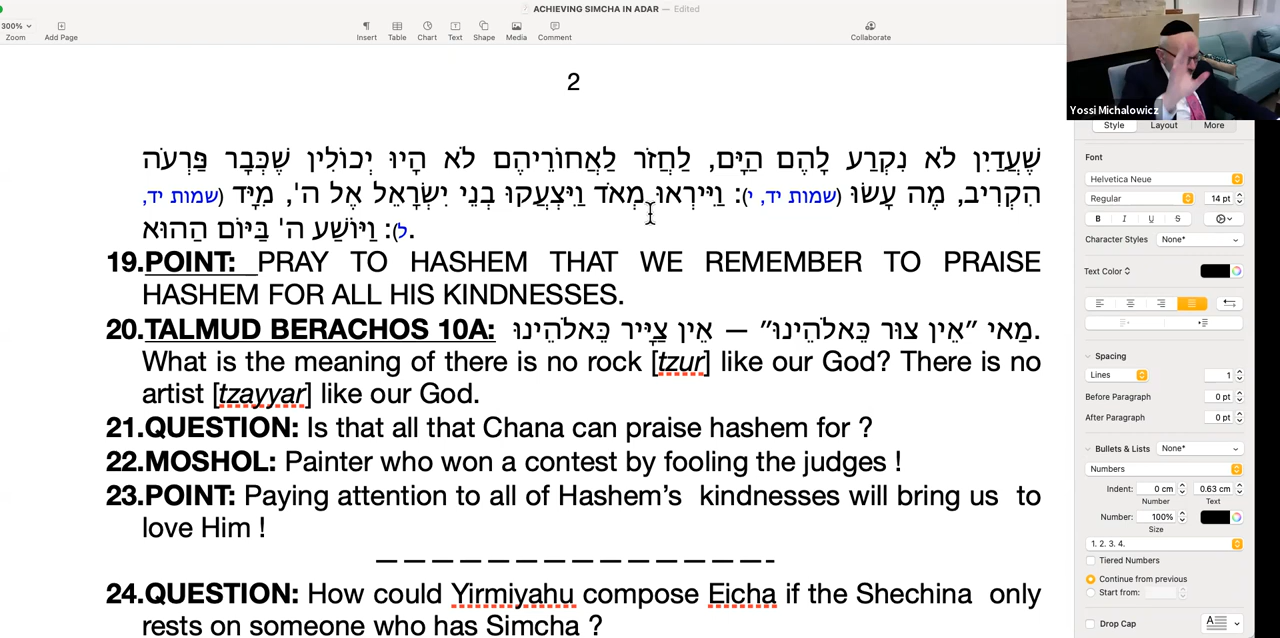 ACHIEVING SIMCHA IN ADAR — Edited
300%
Zoom Add Page Insert Table Chart Text Shape Media Comment Collaborate
Yossi Michalowicz
2
שֶׁעֲדַיִן לֹא נִקְרַע לָהֶם הַיָּם, לַחֲזֹר לַאֲחוֹרֵיהֶם לֹא הָיוּ יְכוֹלִין שֶׁכְּבָר פַּרְעֹה
הִקְרִיב, מֶה עָשׂוּ (שמות יד, י): וַיִּירְאוּ מְאֹד וַיִּצְעֲקוּ בְנֵי יִשְׂרָאֵל אֶל ה', מִיָּד (שמות יד,
ל): וַיּוֹשַׁע ה' בַּיּוֹם הַהוּא.
19.POINT: PRAY TO HASHEM THAT WE REMEMBER TO PRAISE
HASHEM FOR ALL HIS KINDNESSES.
20.TALMUD BERACHOS 10A: מַאי ״אֵין צוּר כֵּאלֹהֵינוּ״ — אֵין צַיָּיר כֵּאלֹהֵינוּ.
What is the meaning of there is no rock [tzur] like our God? There is no
artist [tzayyar] like our God.
21.QUESTION: Is that all that Chana can praise hashem for ?
22.MOSHOL: Painter who won a contest by fooling the judges !
23.POINT: Paying attention to all of Hashem’s kindnesses will bring us to
love Him !
— — — — — — — — — — — — — — — -
24.QUESTION: How could Yirmiyahu compose Eicha if the Shechina only
rests on someone who has Simcha ?
Style Layout More
Font
Helvetica Neue
Regular 14 pt
B I U S
Character Styles None*
Text Color
Spacing
Lines 1
Before Paragraph 0 pt
After Paragraph 0 pt
Bullets & Lists None*
Numbers
Indent: 0 cm 0.63 cm
Number Text
Number: 100%
Size
1. 2. 3. 4.
Tiered Numbers
Continue from previous
Start from:
Drop Cap